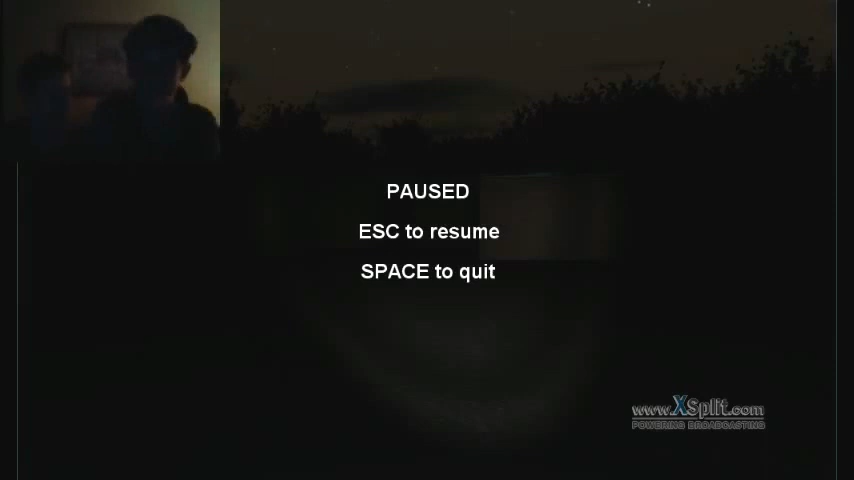 PAUSED
ESC to resume
SPACE to quit
www.XSplit.com
POWERING BROADCASTING